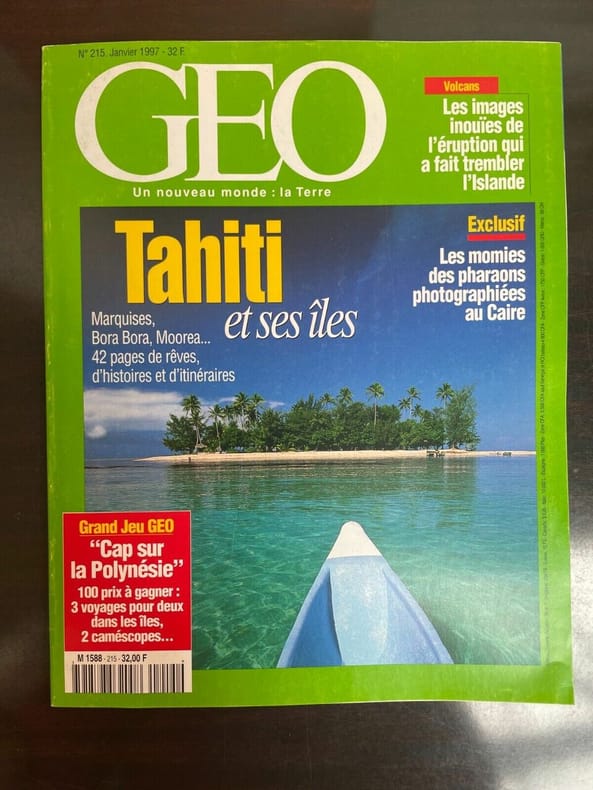 N° 215. Janvier 1997 - 32 F.
GEO
Un nouveau monde : la Terre
Volcans
Les images
inouïes de
l'éruption qui
a fait trembler
l'Islande
Exclusif
Les momies
des pharaons
photographiées
au Caire
Tahiti
et ses îles
Marquises,
Bora Bora, Moorea...
42 pages de rêves,
d'histoires et d'itinéraires
Grand Jeu GEO
“Cap sur
la Polynésie”
100 prix à gagner :
3 voyages pour deux
dans les îles,
2 caméscopes...
M 1588 - 215 - 32,00 F